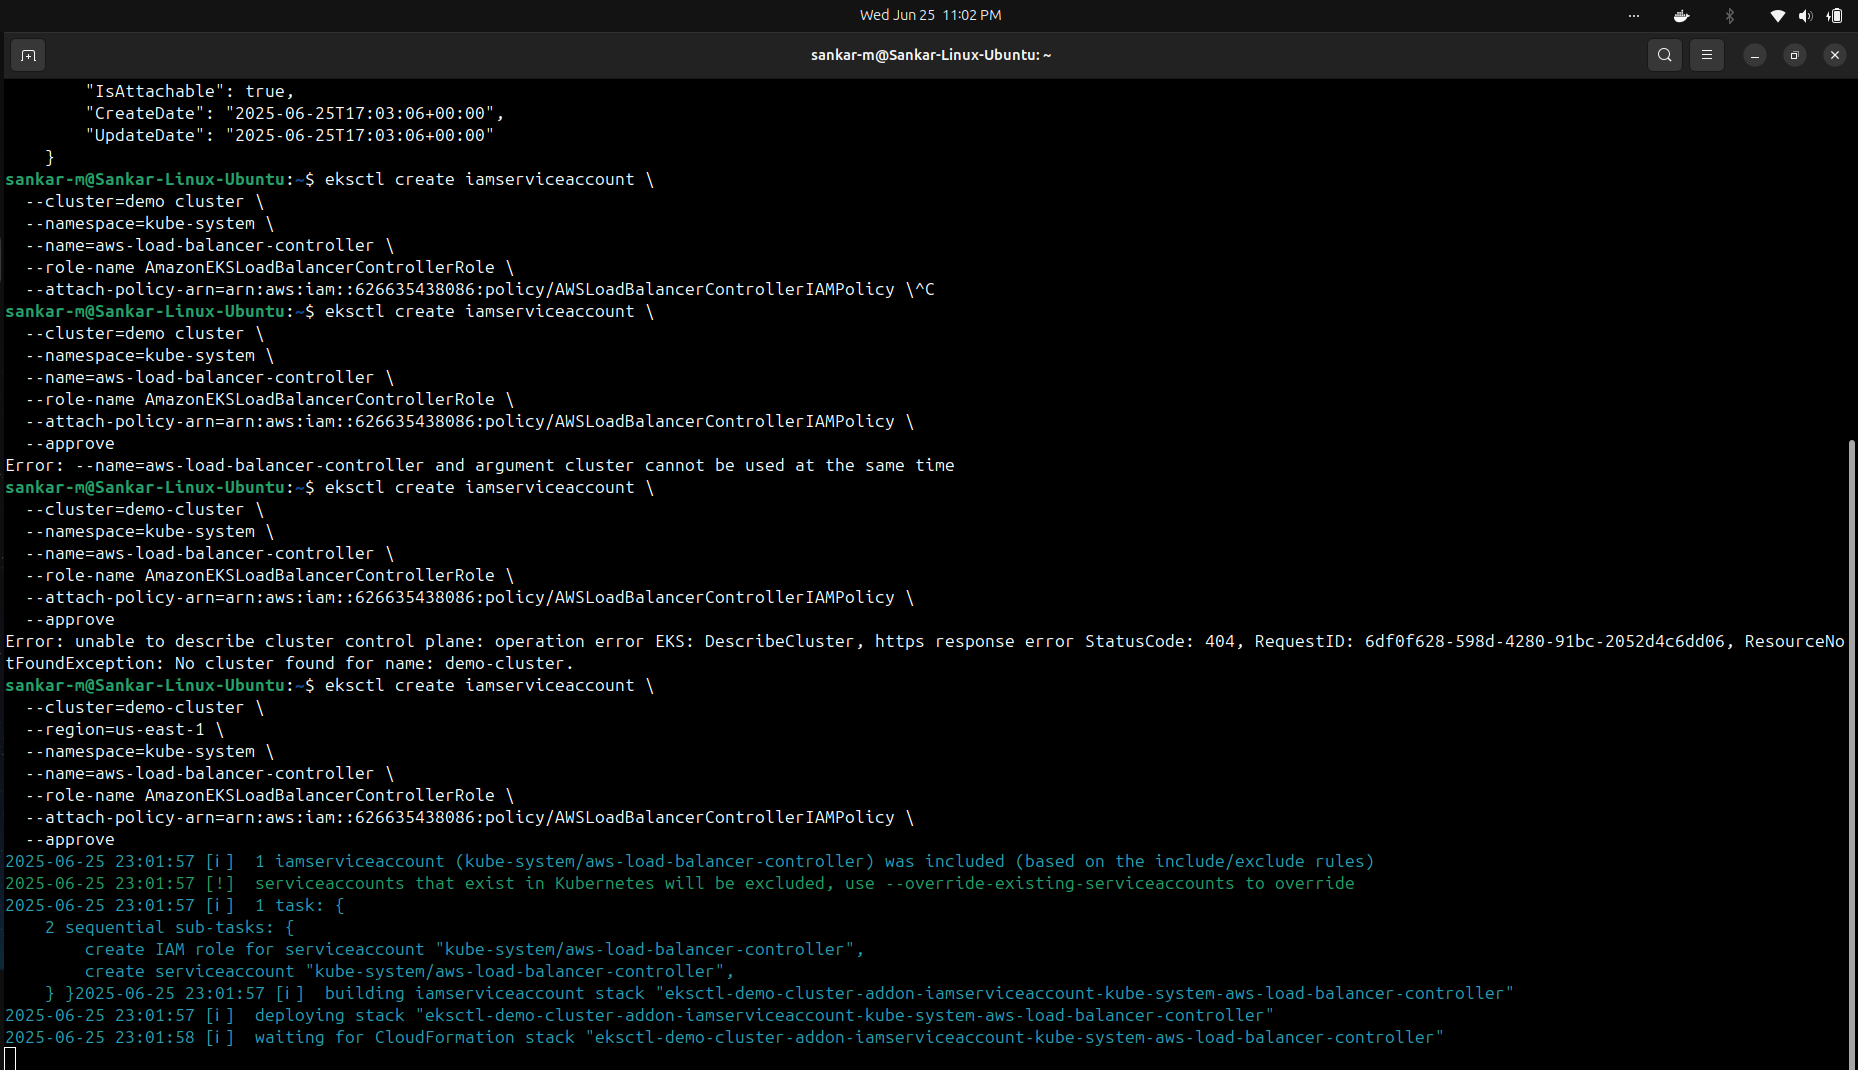 Wed Jun 25 11:02 PM
sankar-m@Sankar-Linux-Ubuntu: ~
"IsAttachable": true,
"CreateDate": "2025-06-25T17:03:06+00:00",
"UpdateDate": "2025-06-25T17:03:06+00:00"
}
sankar-m@Sankar-Linux-Ubuntu:~$ eksctl create iamserviceaccount \
--cluster=demo cluster \
--namespace=kube-system \
--name=aws-load-balancer-controller \
--role-name AmazonEKSLoadBalancerControllerRole \
--attach-policy-arn=arn:aws:iam::626635438086:policy/AWSLoadBalancerControllerIAMPolicy \^C
sankar-m@Sankar-Linux-Ubuntu:~$ eksctl create iamserviceaccount \
--cluster=demo cluster \
--namespace=kube-system \
--name=aws-load-balancer-controller \
--role-name AmazonEKSLoadBalancerControllerRole \
--attach-policy-arn=arn:aws:iam::626635438086:policy/AWSLoadBalancerControllerIAMPolicy \
--approve
Error: --name=aws-load-balancer-controller and argument cluster cannot be used at the same time
sankar-m@Sankar-Linux-Ubuntu:~$ eksctl create iamserviceaccount \
--cluster=demo-cluster \
--namespace=kube-system \
--name=aws-load-balancer-controller \
--role-name AmazonEKSLoadBalancerControllerRole \
--attach-policy-arn=arn:aws:iam::626635438086:policy/AWSLoadBalancerControllerIAMPolicy \
--approve
Error: unable to describe cluster control plane: operation error EKS: DescribeCluster, https response error StatusCode: 404, RequestID: 6df0f628-598d-4280-91bc-2052d4c6dd06, ResourceNo
tFoundException: No cluster found for name: demo-cluster.
sankar-m@Sankar-Linux-Ubuntu:~$ eksctl create iamserviceaccount \
--cluster=demo-cluster \
--region=us-east-1 \
--namespace=kube-system \
--name=aws-load-balancer-controller \
--role-name AmazonEKSLoadBalancerControllerRole \
--attach-policy-arn=arn:aws:iam::626635438086:policy/AWSLoadBalancerControllerIAMPolicy \
--approve
2025-06-25 23:01:57 [ℹ]  1 iamserviceaccount (kube-system/aws-load-balancer-controller) was included (based on the include/exclude rules)
2025-06-25 23:01:57 [!]  serviceaccounts that exist in Kubernetes will be excluded, use --override-existing-serviceaccounts to override
2025-06-25 23:01:57 [ℹ]  1 task: {
2 sequential sub-tasks: {
create IAM role for serviceaccount "kube-system/aws-load-balancer-controller",
create serviceaccount "kube-system/aws-load-balancer-controller",
} }2025-06-25 23:01:57 [ℹ]  building iamserviceaccount stack "eksctl-demo-cluster-addon-iamserviceaccount-kube-system-aws-load-balancer-controller"
2025-06-25 23:01:57 [ℹ]  deploying stack "eksctl-demo-cluster-addon-iamserviceaccount-kube-system-aws-load-balancer-controller"
2025-06-25 23:01:58 [ℹ]  waiting for CloudFormation stack "eksctl-demo-cluster-addon-iamserviceaccount-kube-system-aws-load-balancer-controller"